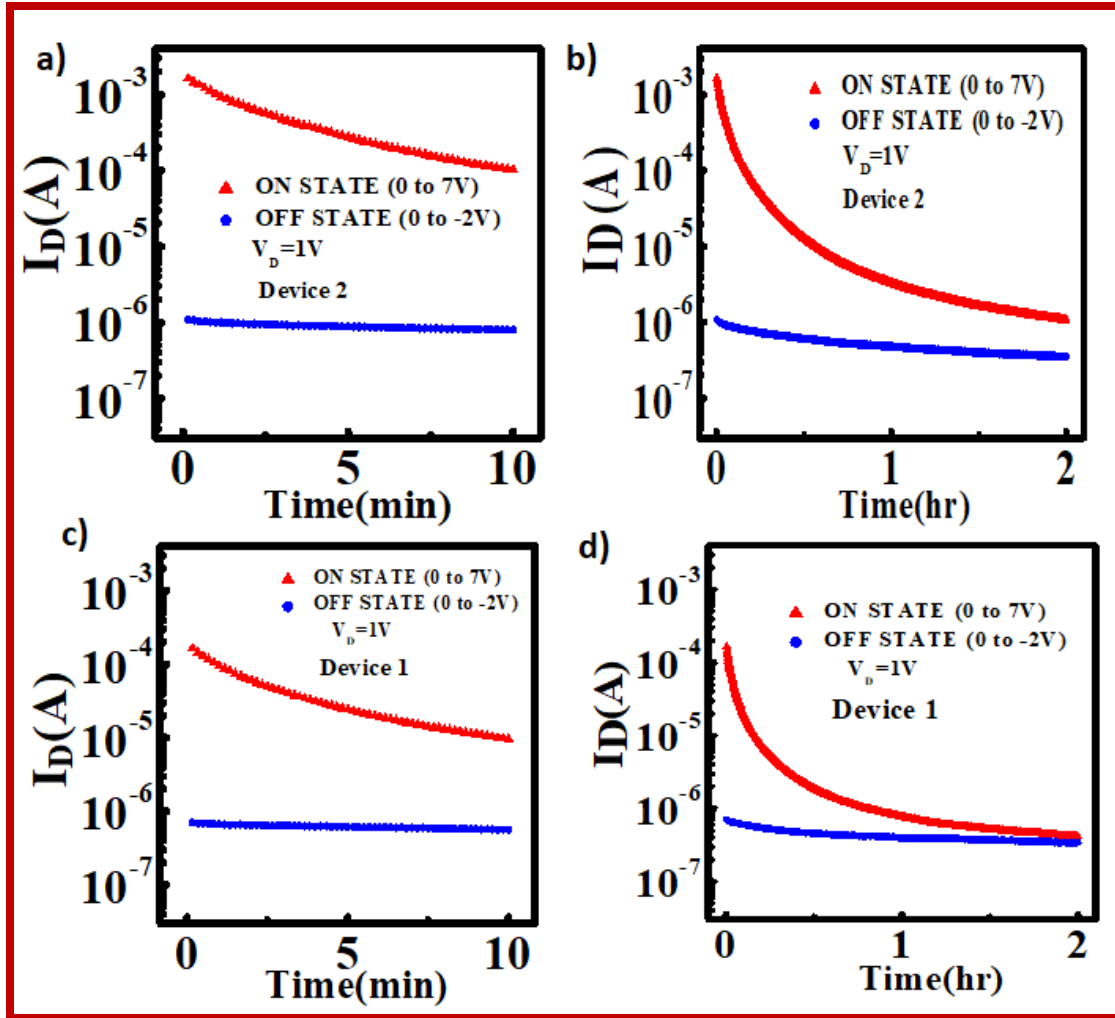 a)
I_D(A)
10^-3
10^-4
10^-5
10^-6
10^-7
ON STATE (0 to 7V)
OFF STATE (0 to -2V)
V_D=1V
Device 2
0 5 10
Time(min)
b)
ID (A)
10^-3
10^-4
10^-5
10^-6
10^-7
ON STATE (0 to 7V)
OFF STATE (0 to -2V)
V_D=1V
Device 2
0 1 2
Time(hr)
c)
I_D(A)
10^-3
10^-4
10^-5
10^-6
10^-7
ON STATE (0 to 7V)
OFF STATE (0 to -2V)
V_D=1V
Device 1
0 5 10
Time(min)
d)
ID(A)
10^-3
10^-4
10^-5
10^-6
10^-7
ON STATE (0 to 7V)
OFF STATE (0 to -2V)
V_D=1V
Device 1
0 1 2
Time(hr)